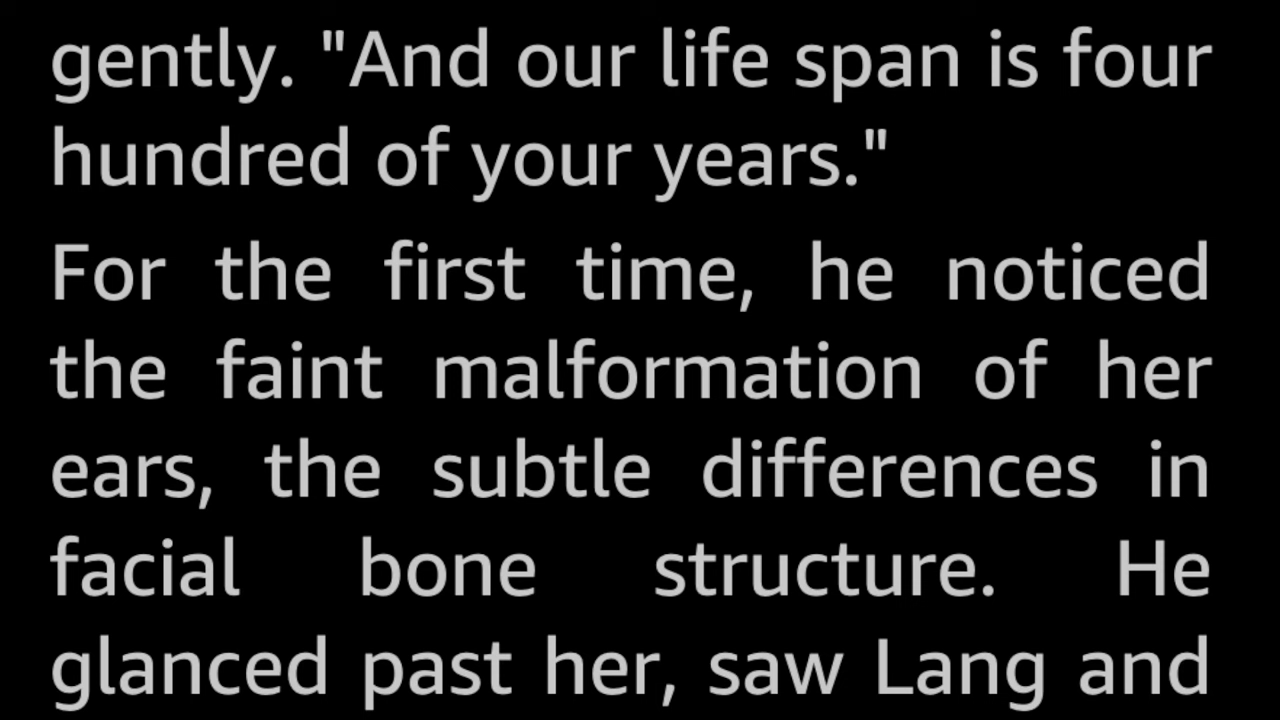 gently. "And our life span is four
hundred of your years."
For the first time, he noticed
the faint malformation of her
ears, the subtle differences in
facial bone structure. He
glanced past her, saw Lang and